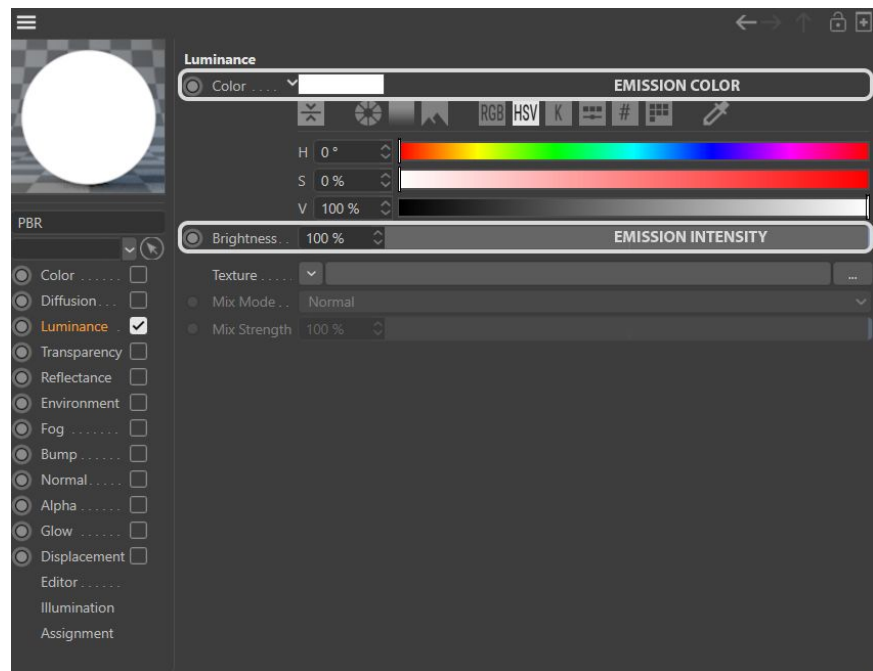 Luminance
Color . . . . EMISSION COLOR
RGB HSV K #
H 0 °
S 0 %
V 100 %
PBR
Brightness . . 100 % EMISSION INTENSITY
Color . . . . . .
Texture . . . . . ...
Diffusion . . .
Mix Mode . . Normal
Luminance .
Mix Strength 100 %
Transparency
Reflectance
Environment
Fog . . . . . . .
Bump . . . . . .
Normal . . . . .
Alpha . . . . . .
Glow . . . . . .
Displacement
Editor . . . . . .
Illumination
Assignment